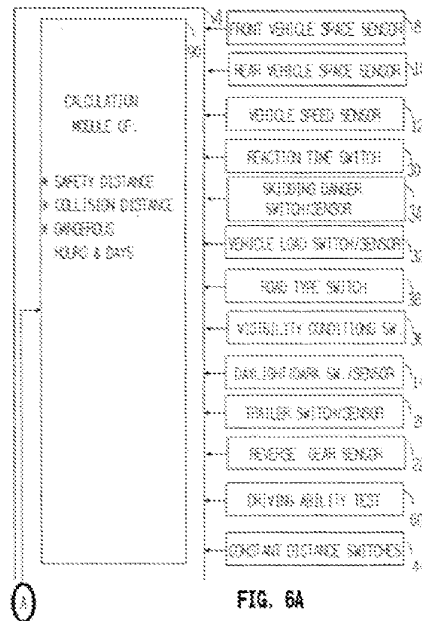 FRONT VEHICLE SPACE SENSOR
REAR VEHICLE SPACE SENSOR
VEHICLE SPEED SENSOR
REACTION TIME SWITCH
SKIDDING DANGER
SWITCH/SENSOR
VEHICLE LOAD SWITCH/SENSOR
ROAD TYPE SWITCH
VISIBILITY CONDITIONS SW.
DAYLIGHT/DARK SW./SENSOR
TRAILER SWITCH/SENSOR
REVERSE GEAR SENSOR
DRIVING ABILITY TEST
CONSTANT DISTANCE SWITCHES
CALCULATION
MODULE OF:
SAFETY DISTANCE
COLLISION DISTANCE
DANGEROUS
HOURS & DAYS
A
FIG. 6A